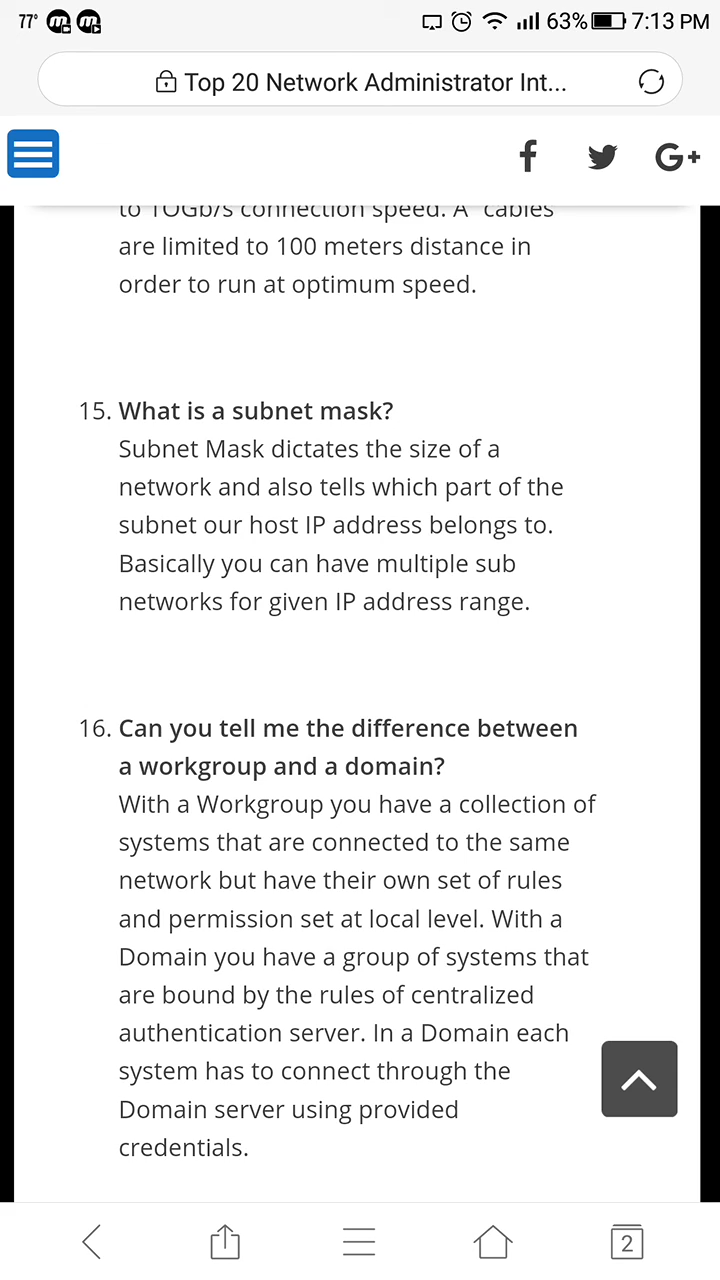 77°
63%
7:13 PM
Top 20 Network Administrator Int...
f
G+
to 10Gb/s connection speed. A cables
are limited to 100 meters distance in
order to run at optimum speed.
15. What is a subnet mask?
Subnet Mask dictates the size of a
network and also tells which part of the
subnet our host IP address belongs to.
Basically you can have multiple sub
networks for given IP address range.
16. Can you tell me the difference between
a workgroup and a domain?
With a Workgroup you have a collection of
systems that are connected to the same
network but have their own set of rules
and permission set at local level. With a
Domain you have a group of systems that
are bound by the rules of centralized
authentication server. In a Domain each
system has to connect through the
Domain server using provided
credentials.
2